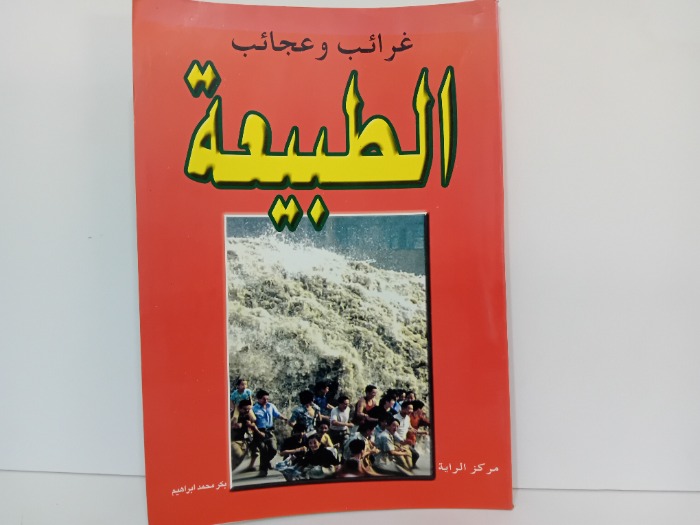 غرائب وعجائب
الطبيعة
مركز الراية
بكر محمد ابراهيم